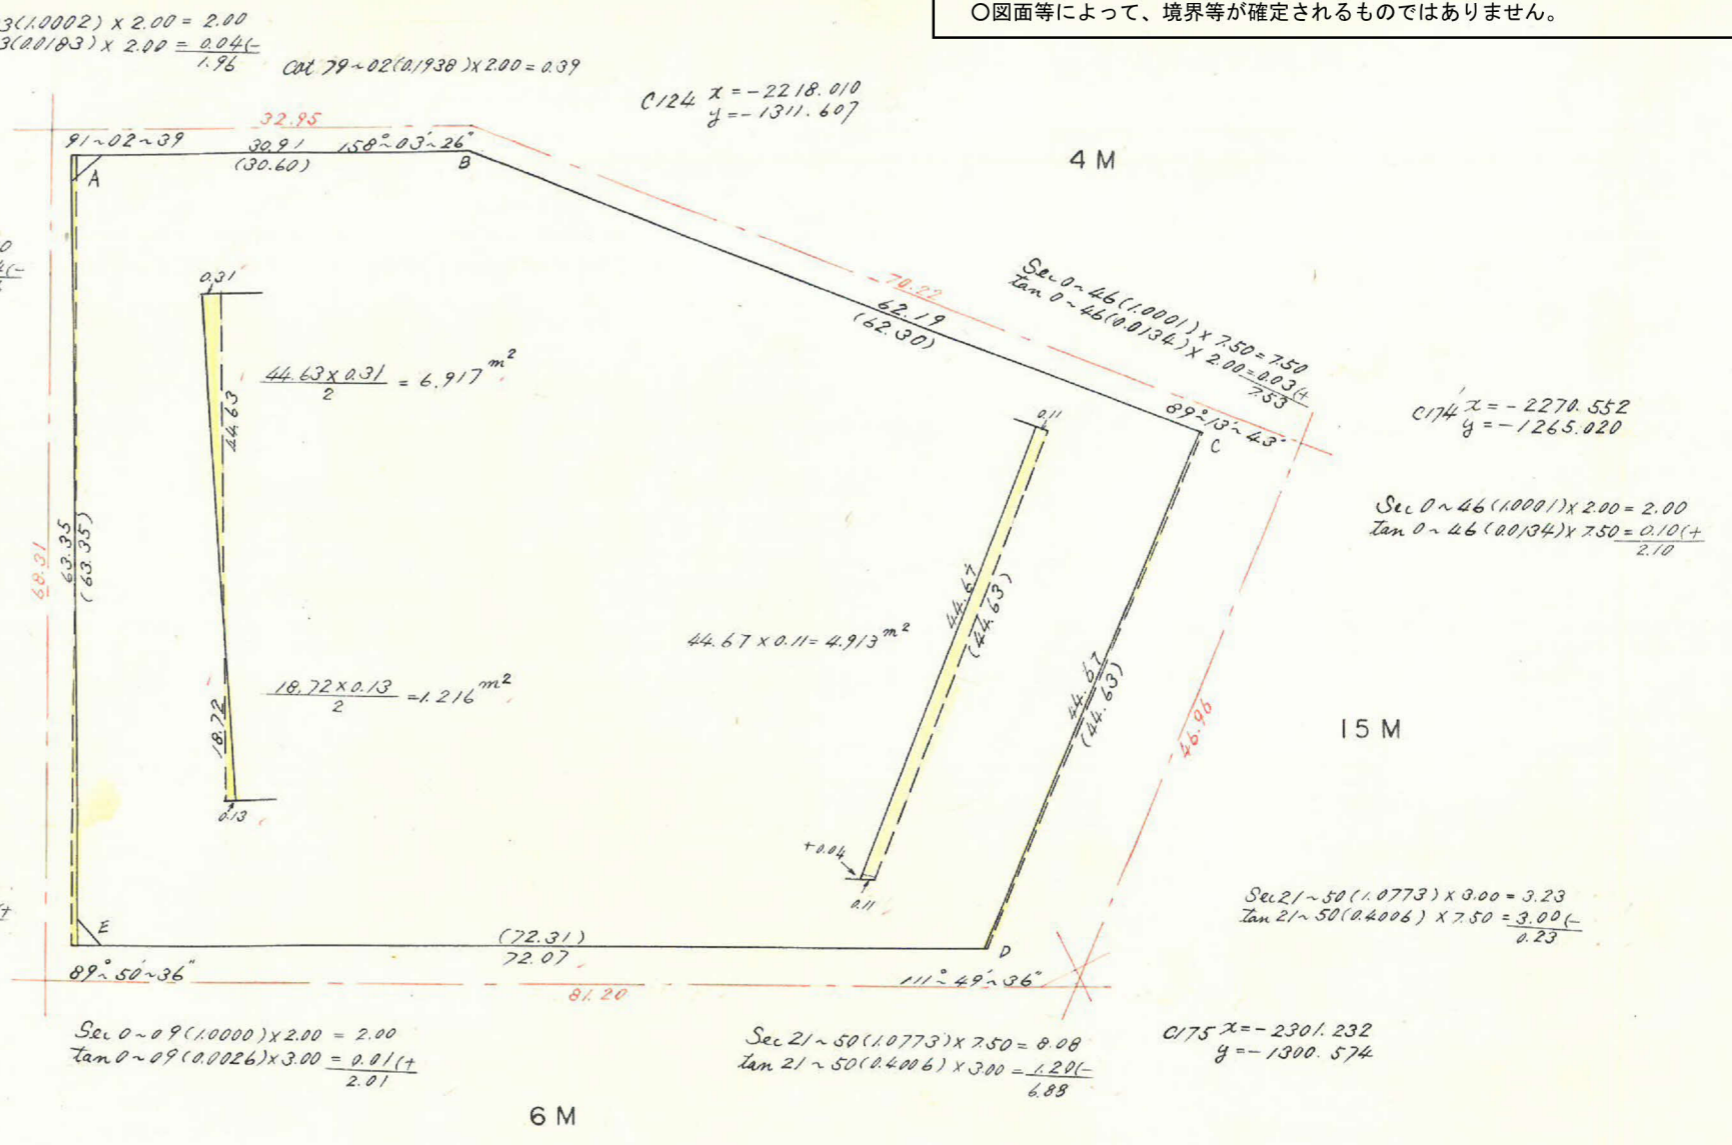 ○図面等によって、境界等が確定されるものではありません。
3(1.0002) × 2.00 = 2.00
3(0.0183) × 2.00 = 0.04(-
1.96
cot 79~02(0.1938)×2.00=0.39
C124 x=-2218.010
y=-1311.607
32.95
91~02~39
30.91
158°~03'~26"
(30.60)
A
B
4 M
70.22
62.19
(62.30)
Sec 0~46(1.0001) × 7.50=7.50
tan 0~46(0.0134) × 2.00=0.03(+
7.53
89°~13'~43"
C
C174 x=-2270.552
y=-1265.020
Sec 0~46(1.0001)×2.00=2.00
tan 0~46(0.0134)×7.50=0.10(+
2.10
0.31
44.63×0.31
2
=6.917m²
44.63
68.31
63.35
(63.35)
18.72×0.13
2
=1.216m²
18.72
0.13
0.11
44.67
(44.63)
44.67×0.11=4.913m²
+0.04
0.11
44.67
(44.63)
46.96
15 M
Sec 21~50(1.0773)×3.00=3.23
tan 21~50(0.4006)×7.50=3.00(-
0.23
E
(72.31)
72.07
D
89°~50'~36"
111°~49'~36"
81.20
Sec 0~09(1.0000)×2.00=2.00
tan 0~09(0.0026)×3.00=0.01(+
2.01
Sec 21~50(1.0773)×7.50=8.08
tan 21~50(0.4006)×3.00=1.20(-
6.88
C175 x=-2301.232
y=-1300.574
6 M